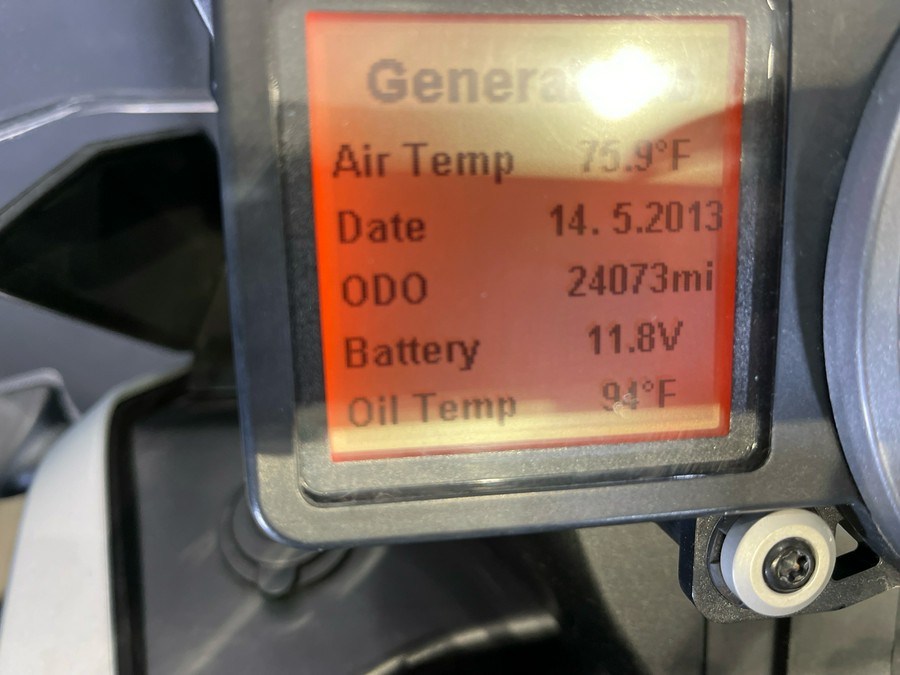 Air Temp 75.9°F
Date 14. 5.2013
ODO 24073mi
Battery 11.8V
Oil Temp 94°F